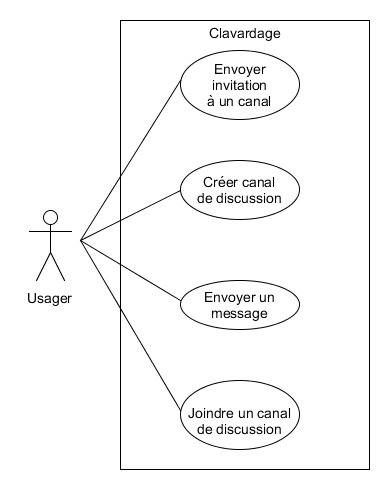 Clavardage
Envoyer
invitation
à un canal
Créer canal
de discussion
Usager
Envoyer un
message
Joindre un canal
de discussion